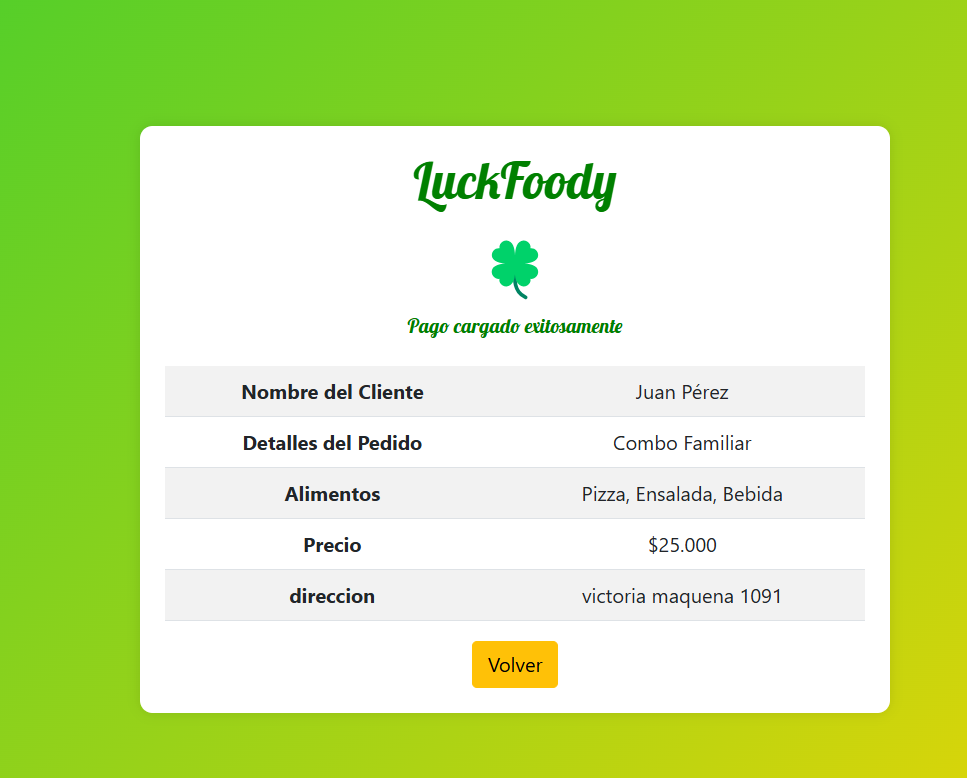 LuckFoody
Pago cargado exitosamente
Nombre del Cliente Juan Pérez
Detalles del Pedido Combo Familiar
Alimentos Pizza, Ensalada, Bebida
Precio $25.000
direccion victoria maquena 1091
Volver